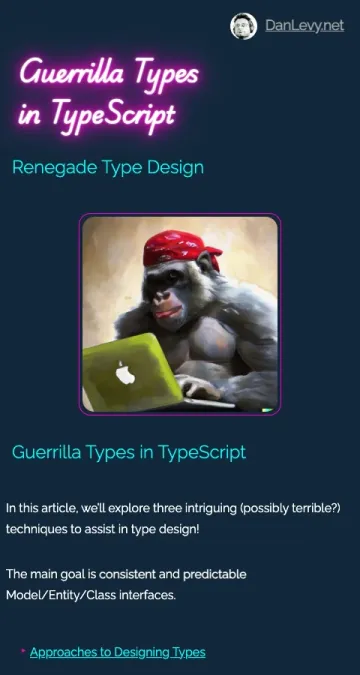 DanLevy.net
Guerrilla Types
in TypeScript
Renegade Type Design
Guerrilla Types in TypeScript
In this article, we'll explore three intriguing (possibly terrible?)
techniques to assist in type design!
The main goal is consistent and predictable
Model/Entity/Class interfaces.
Approaches to Designing Types